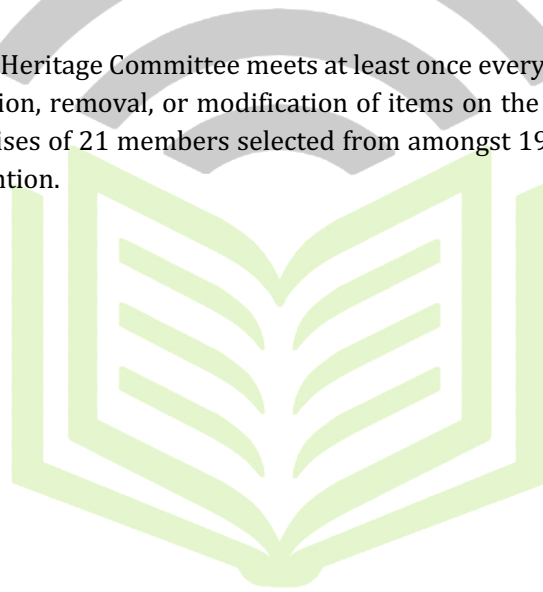 Heritage Committee meets at least once every
ion, removal, or modification of items on the
ises of 21 members selected from amongst 19
ntion.